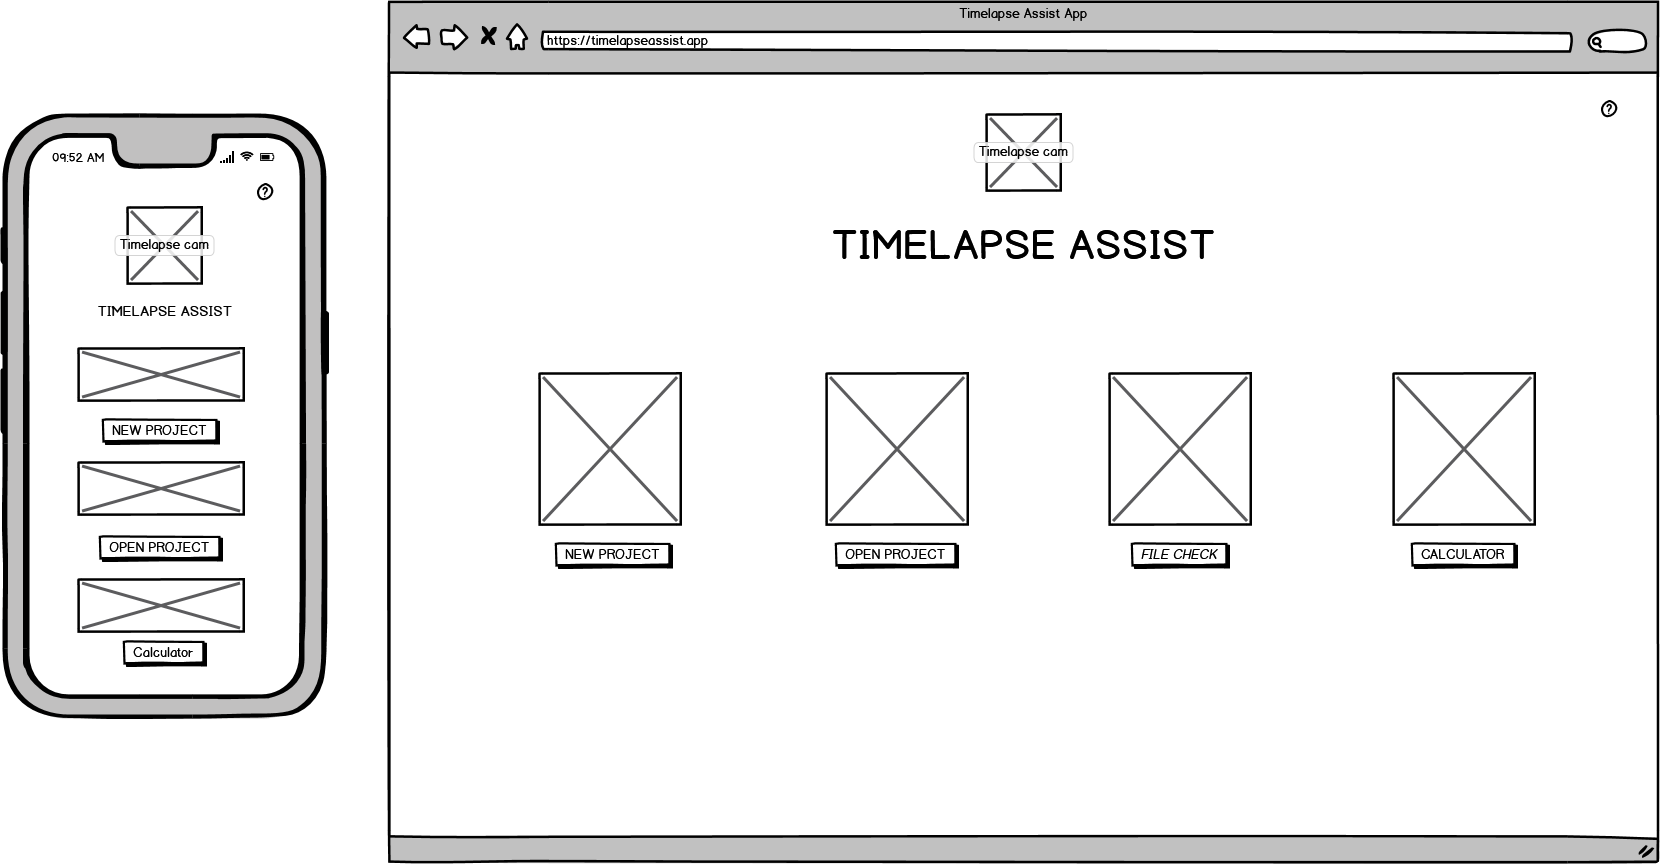 09:52 AM
?
Timelapse cam
TIMELAPSE ASSIST
NEW PROJECT
OPEN PROJECT
Calculator
Timelapse Assist App
https://timelapseassist.app
?
Timelapse cam
TIMELAPSE ASSIST
NEW PROJECT
OPEN PROJECT
FILE CHECK
CALCULATOR